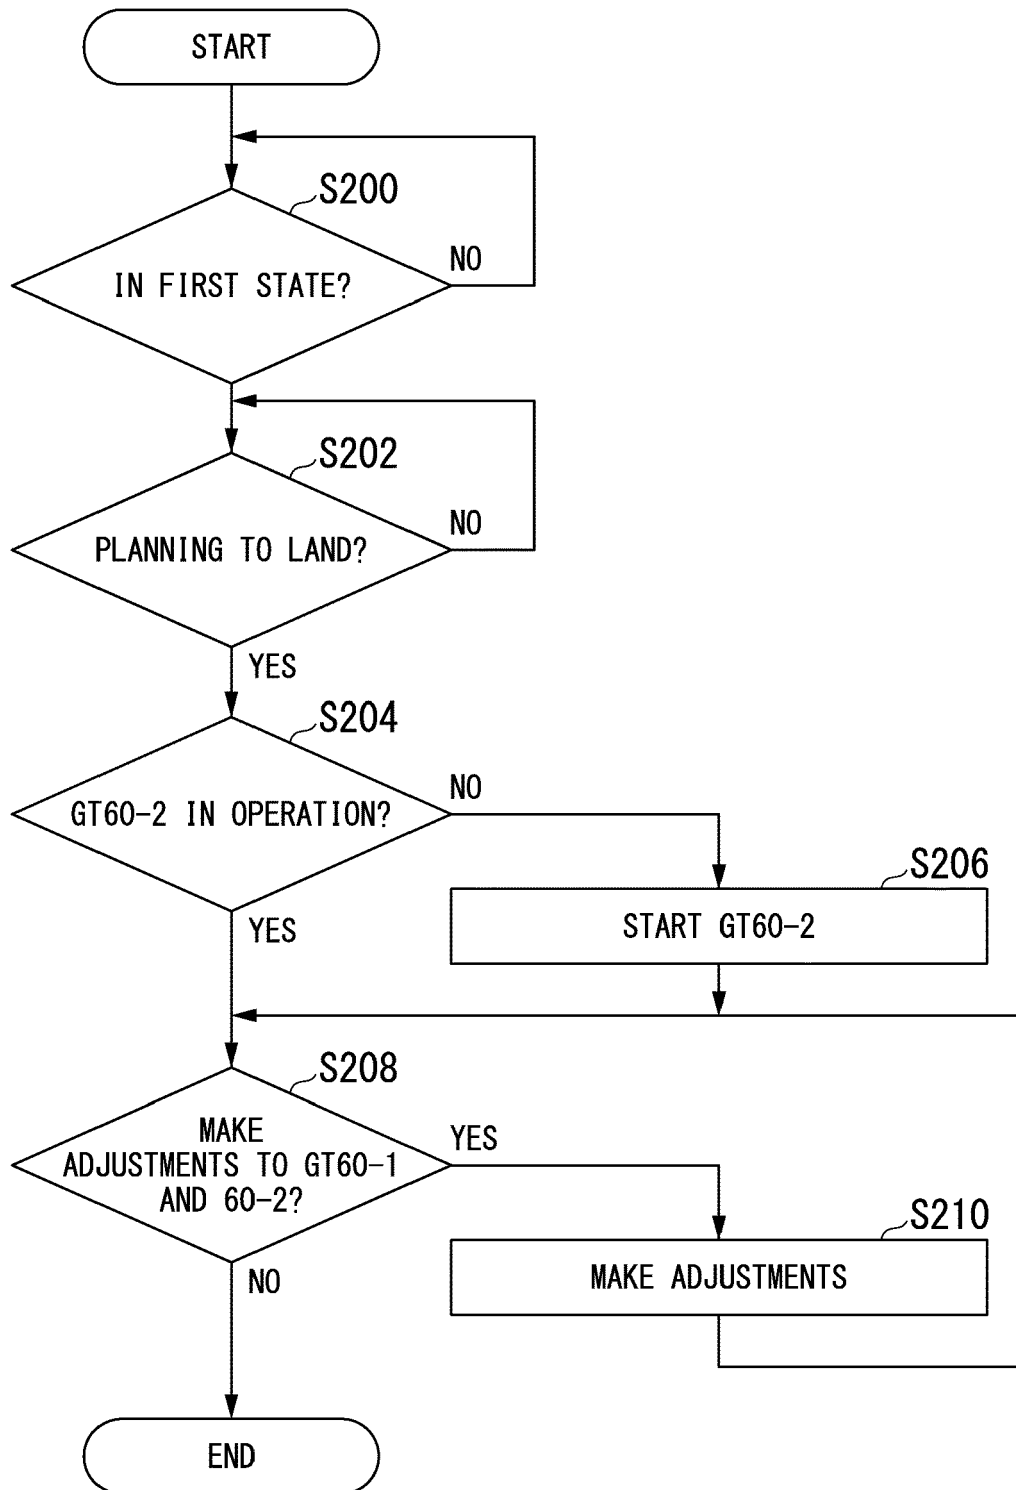 START
S200
NO
IN FIRST STATE?
S202
NO
PLANNING TO LAND?
YES
S204
NO
GT60-2 IN OPERATION?
S206
START GT60-2
YES
S208
MAKE
ADJUSTMENTS TO GT60-1
AND 60-2?
YES
S210
MAKE ADJUSTMENTS
NO
END